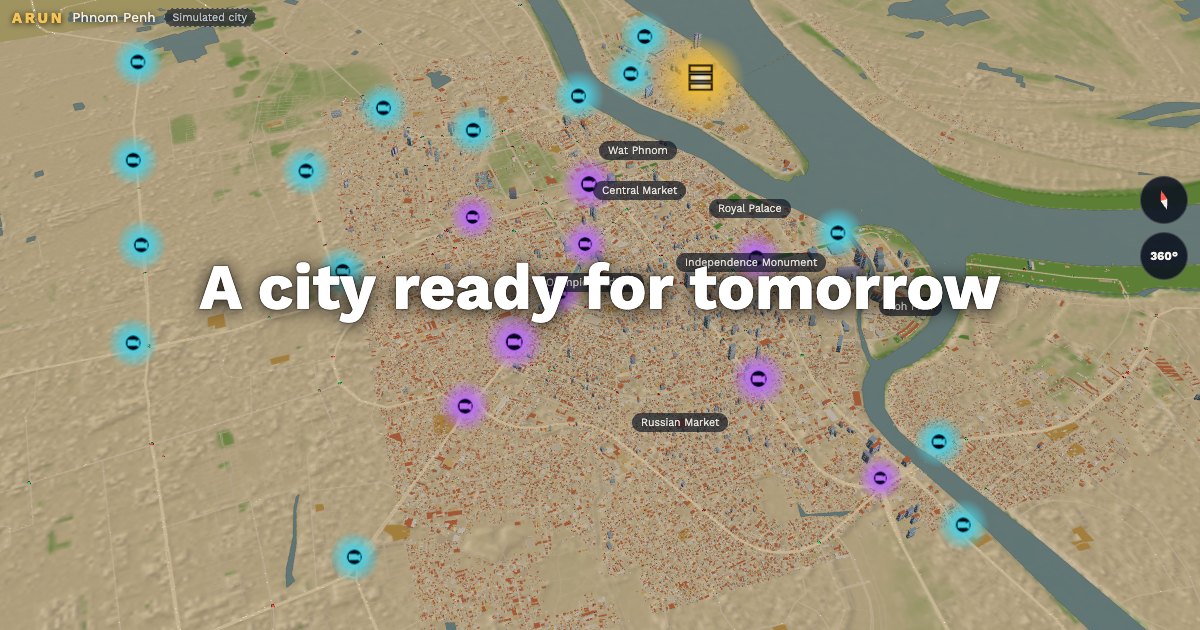 ARUN Phnom Penh Simulated city
Wat Phnom
Central Market
Royal Palace
Independence Monument
360°
A city ready for tomorrow
Russian Market